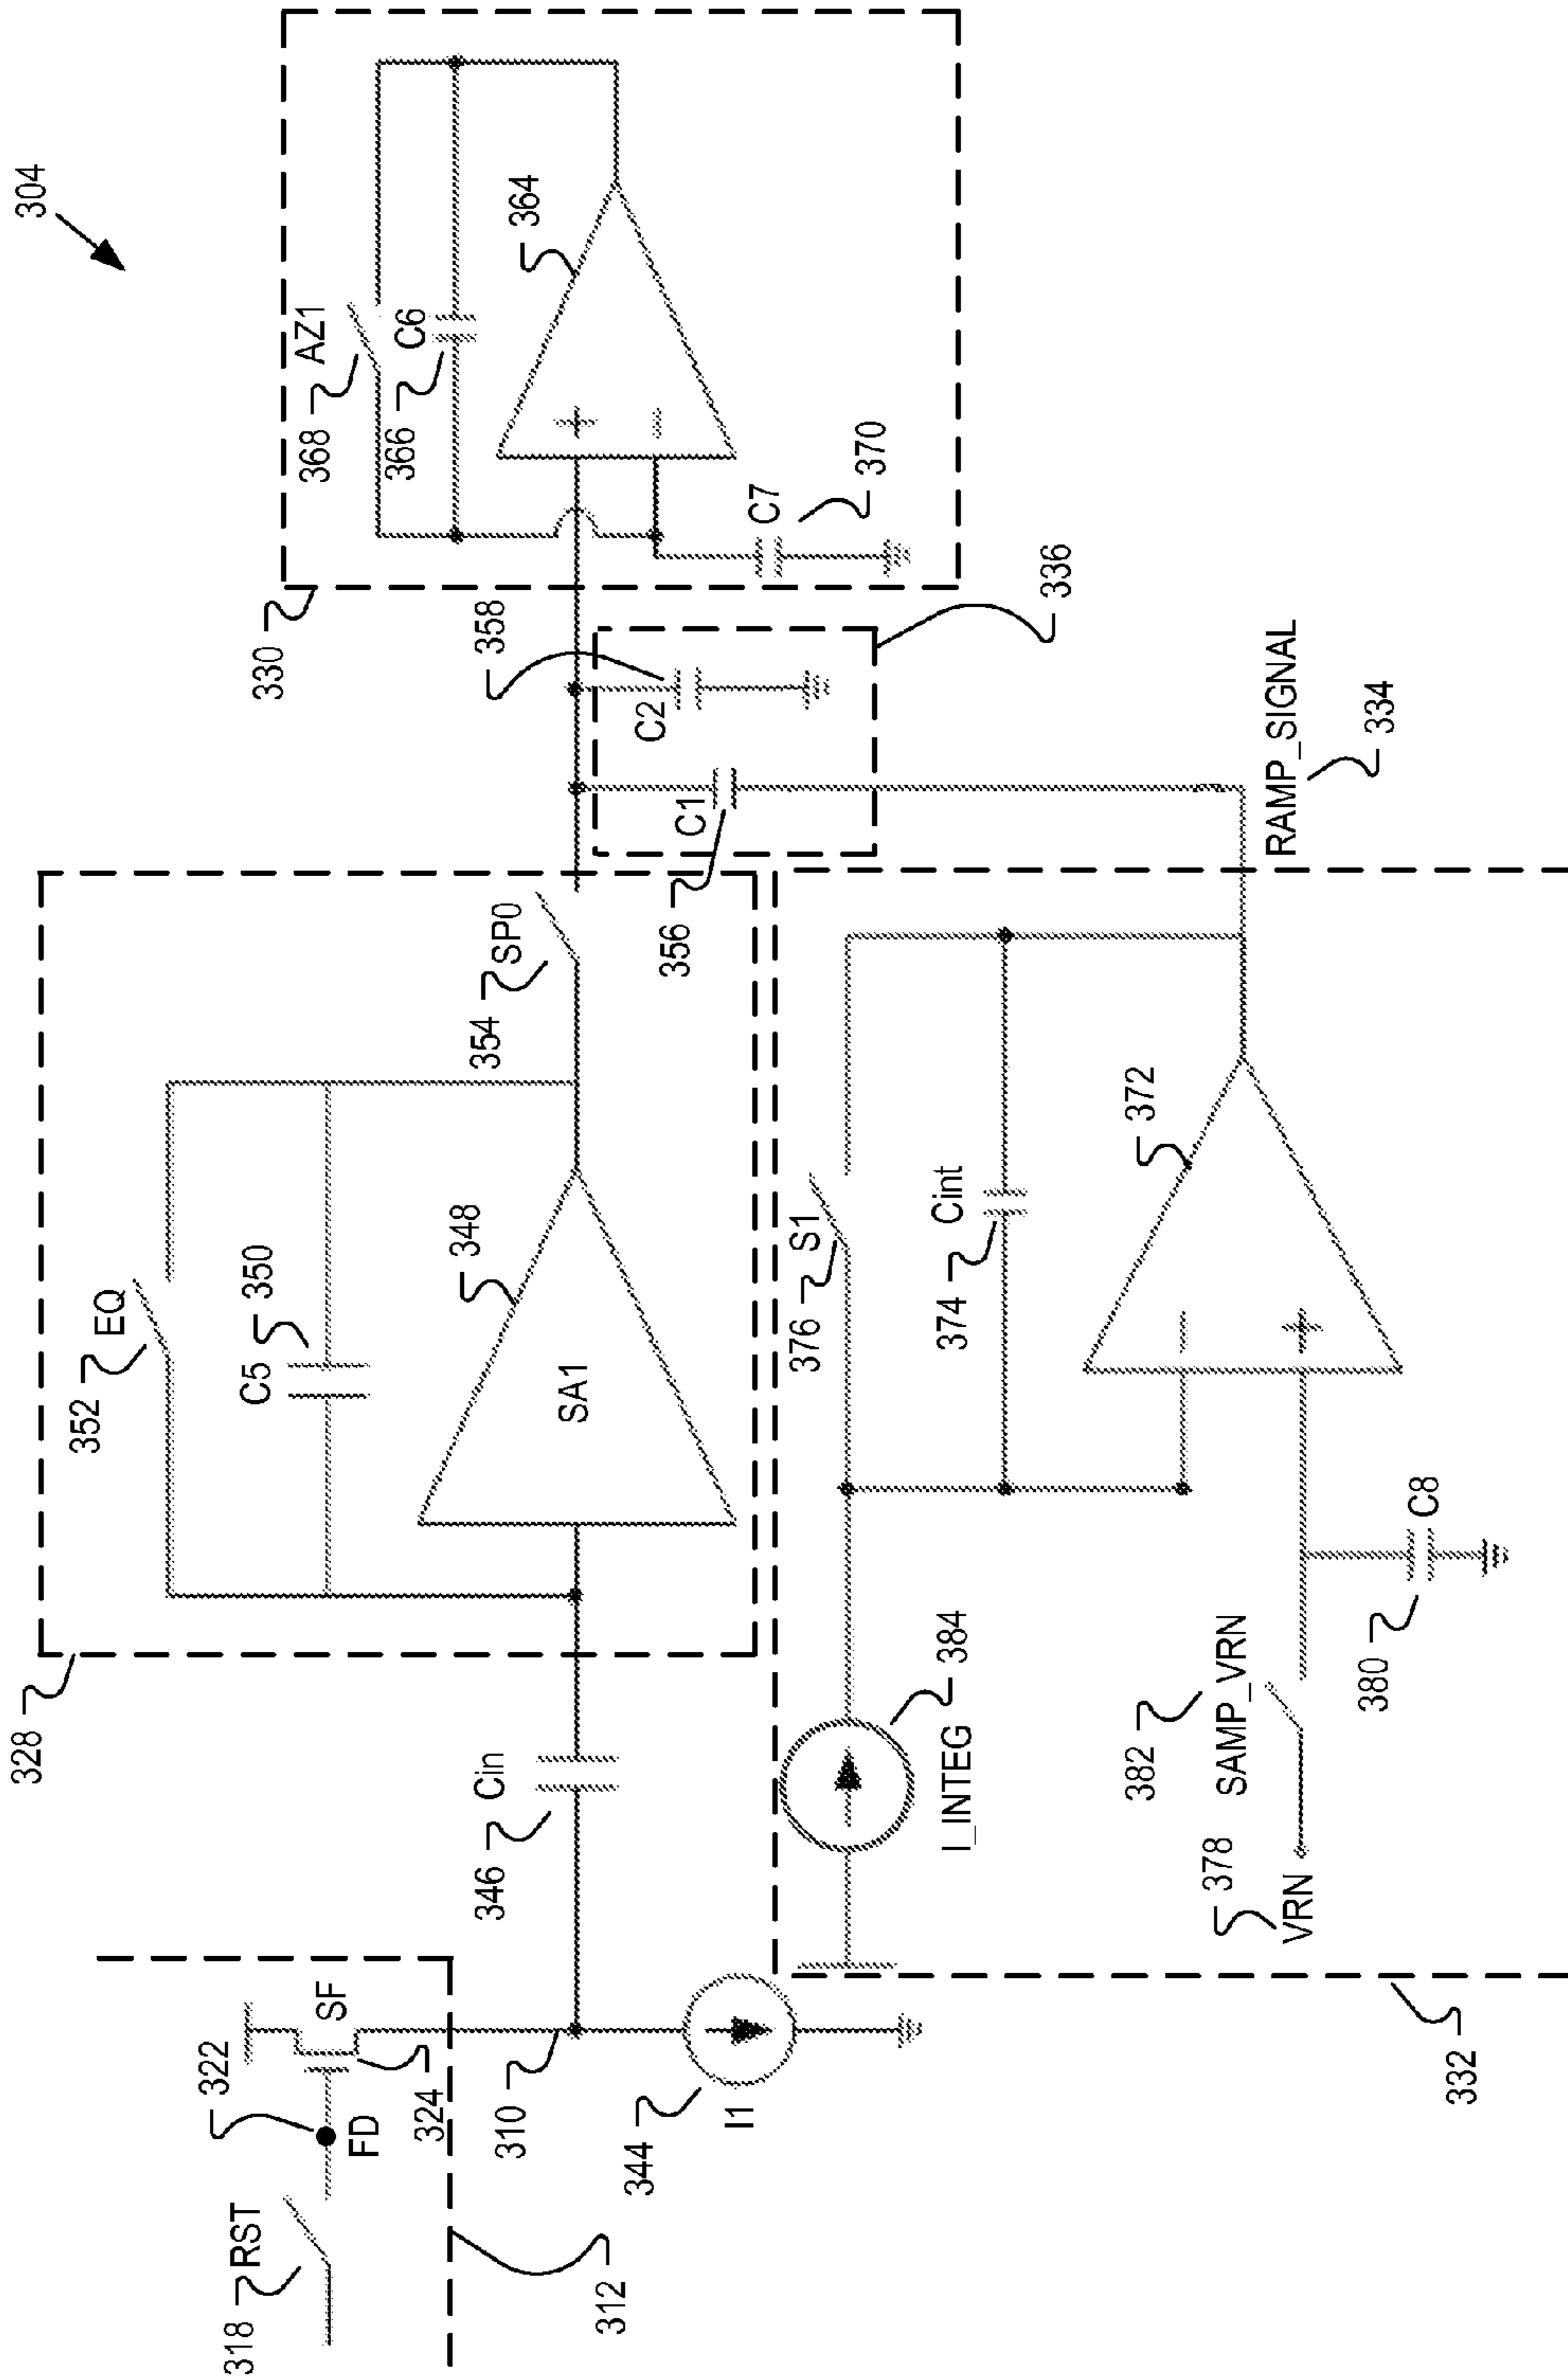 304
318
RST
322
FD
SF
324
312
310
344
I1
346
Cin
328
352
EQ
C5
350
348
SA1
354
SP0
330
368
AZ1
366
C6
+
−
364
C7
370
358
C2
C1
356
336
RAMP_SIGNAL
334
376
S1
374
Cint
−
+
372
I_INTEG
384
382
SAMP_VRN
378
VRN
380
C8
332